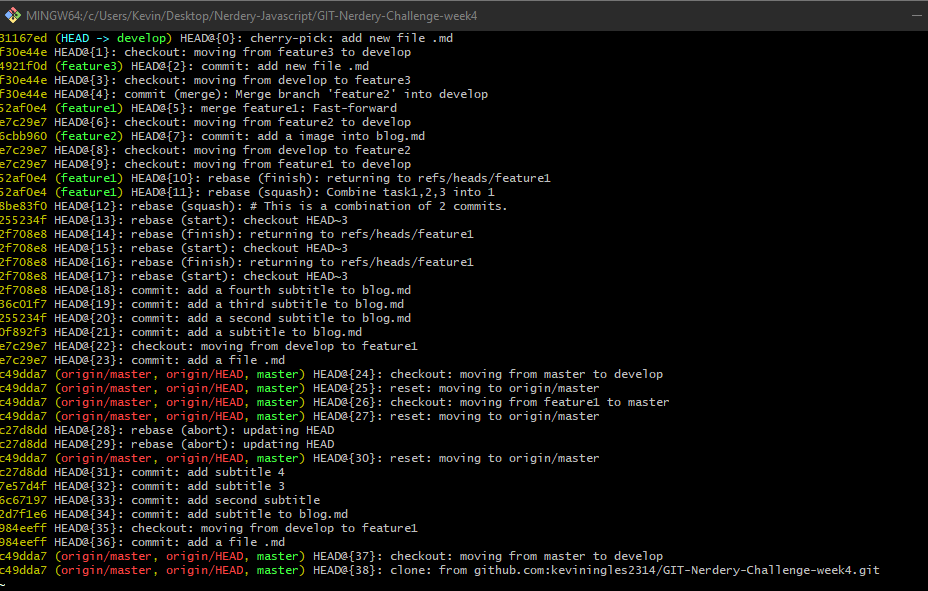 MINGW64:/c/Users/Kevin/Desktop/Nerdery-Javascript/GIT-Nerdery-Challenge-week4
31167ed (HEAD -> develop) HEAD@{0}: cherry-pick: add new file .md
f30e44e HEAD@{1}: checkout: moving from feature3 to develop
4921f0d (feature3) HEAD@{2}: commit: add new file .md
f30e44e HEAD@{3}: checkout: moving from develop to feature3
f30e44e HEAD@{4}: commit (merge): Merge branch 'feature2' into develop
52af0e4 (feature1) HEAD@{5}: merge feature1: Fast-forward
e7c29e7 HEAD@{6}: checkout: moving from feature2 to develop
6cbb960 (feature2) HEAD@{7}: commit: add a image into blog.md
e7c29e7 HEAD@{8}: checkout: moving from develop to feature2
e7c29e7 HEAD@{9}: checkout: moving from feature1 to develop
52af0e4 (feature1) HEAD@{10}: rebase (finish): returning to refs/heads/feature1
52af0e4 (feature1) HEAD@{11}: rebase (squash): Combine task1,2,3 into 1
8be83f0 HEAD@{12}: rebase (squash): # This is a combination of 2 commits.
255234f HEAD@{13}: rebase (start): checkout HEAD~3
2f708e8 HEAD@{14}: rebase (finish): returning to refs/heads/feature1
2f708e8 HEAD@{15}: rebase (start): checkout HEAD~3
2f708e8 HEAD@{16}: rebase (finish): returning to refs/heads/feature1
2f708e8 HEAD@{17}: rebase (start): checkout HEAD~3
2f708e8 HEAD@{18}: commit: add a fourth subtitle to blog.md
36c01f7 HEAD@{19}: commit: add a third subtitle to blog.md
255234f HEAD@{20}: commit: add a second subtitle to blog.md
0f892f3 HEAD@{21}: commit: add a subtitle to blog.md
e7c29e7 HEAD@{22}: checkout: moving from develop to feature1
e7c29e7 HEAD@{23}: commit: add a file .md
c49dda7 (origin/master, origin/HEAD, master) HEAD@{24}: checkout: moving from master to develop
c49dda7 (origin/master, origin/HEAD, master) HEAD@{25}: reset: moving to origin/master
c49dda7 (origin/master, origin/HEAD, master) HEAD@{26}: checkout: moving from feature1 to master
c49dda7 (origin/master, origin/HEAD, master) HEAD@{27}: reset: moving to origin/master
c27d8dd HEAD@{28}: rebase (abort): updating HEAD
c27d8dd HEAD@{29}: rebase (abort): updating HEAD
c49dda7 (origin/master, origin/HEAD, master) HEAD@{30}: reset: moving to origin/master
c27d8dd HEAD@{31}: commit: add subtitle 4
7e57d4f HEAD@{32}: commit: add subtitle 3
6c67197 HEAD@{33}: commit: add second subtitle
2d7f1e6 HEAD@{34}: commit: add subtitle to blog.md
984eeff HEAD@{35}: checkout: moving from develop to feature1
984eeff HEAD@{36}: commit: add a file .md
c49dda7 (origin/master, origin/HEAD, master) HEAD@{37}: checkout: moving from master to develop
c49dda7 (origin/master, origin/HEAD, master) HEAD@{38}: clone: from github.com:keviningles2314/GIT-Nerdery-Challenge-week4.git
~